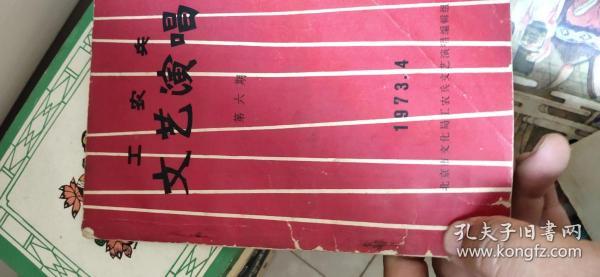 工农兵
文艺演唱
第六期
1973.4
北京市文化局工农兵文艺演唱编辑组
孔夫子旧书网
www.kongfz.com